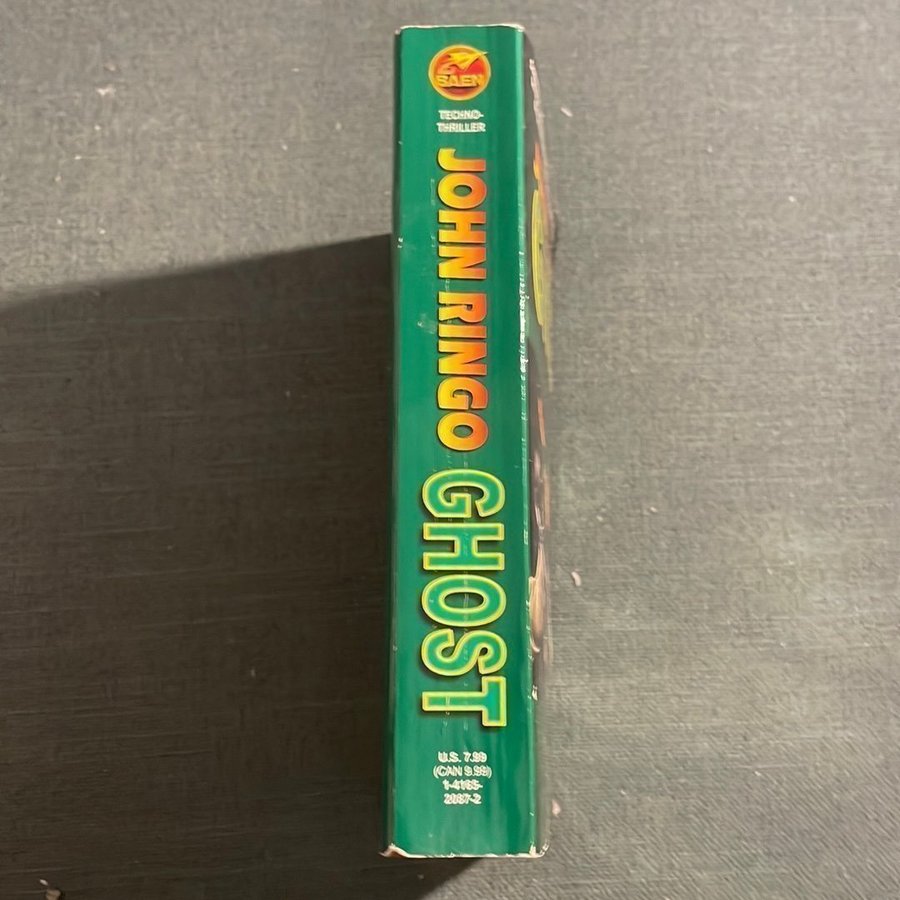 BAEN
TECHNO-
THRILLER
JOHN RINGO
GHOST
U.S. 7.99
(CAN 9.99)
1-4165-
2087-2